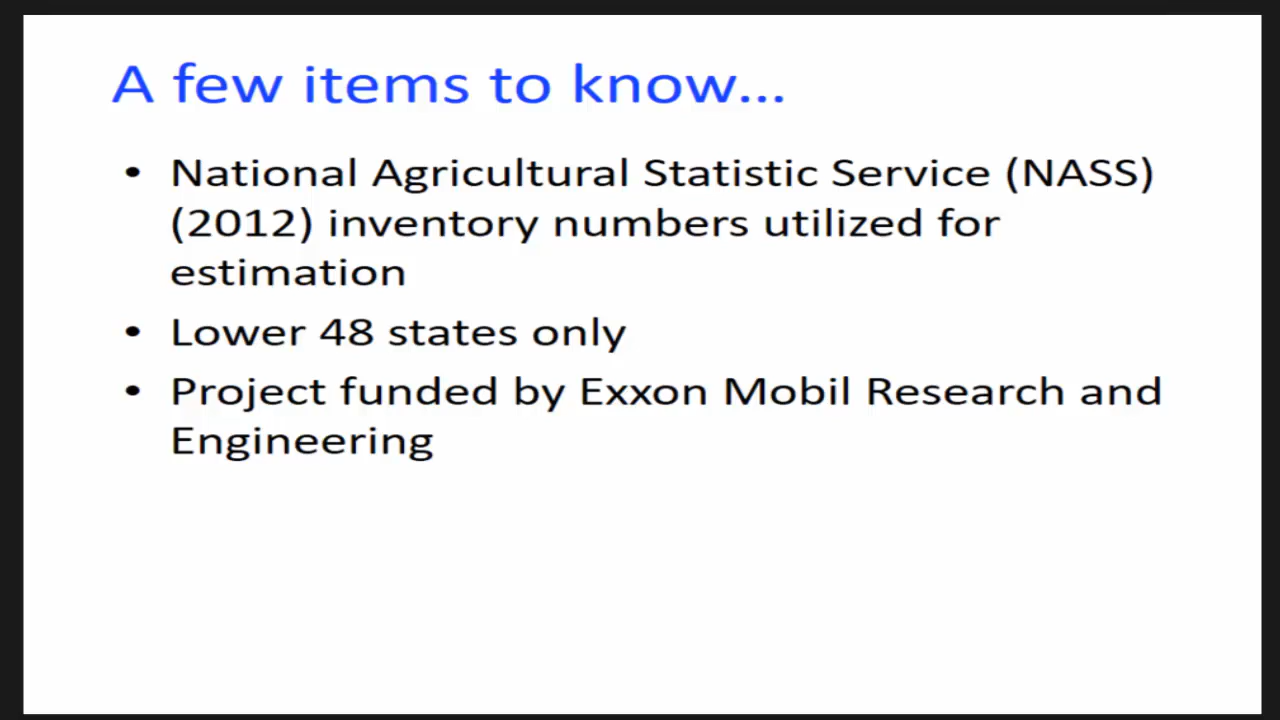 A few items to know...
• National Agricultural Statistic Service (NASS)
(2012) inventory numbers utilized for
estimation
• Lower 48 states only
• Project funded by Exxon Mobil Research and
Engineering